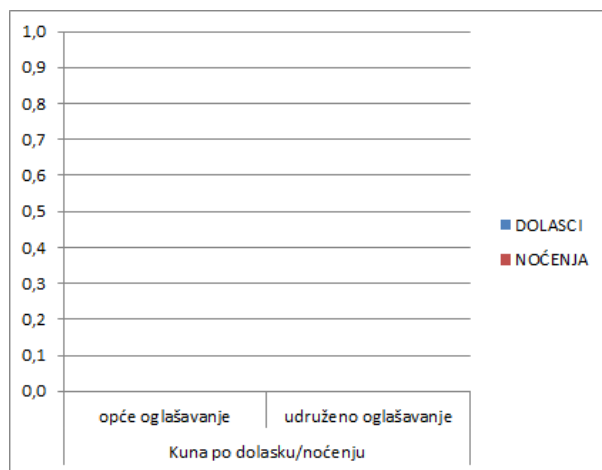 1,0
0,9
0,8
0,7
0,6
0,5
0,4
0,3
0,2
0,1
0,0
opće oglašavanje
udruženo oglašavanje
Kuna po dolasku/noćenju
DOLASCI
NOĆENJA